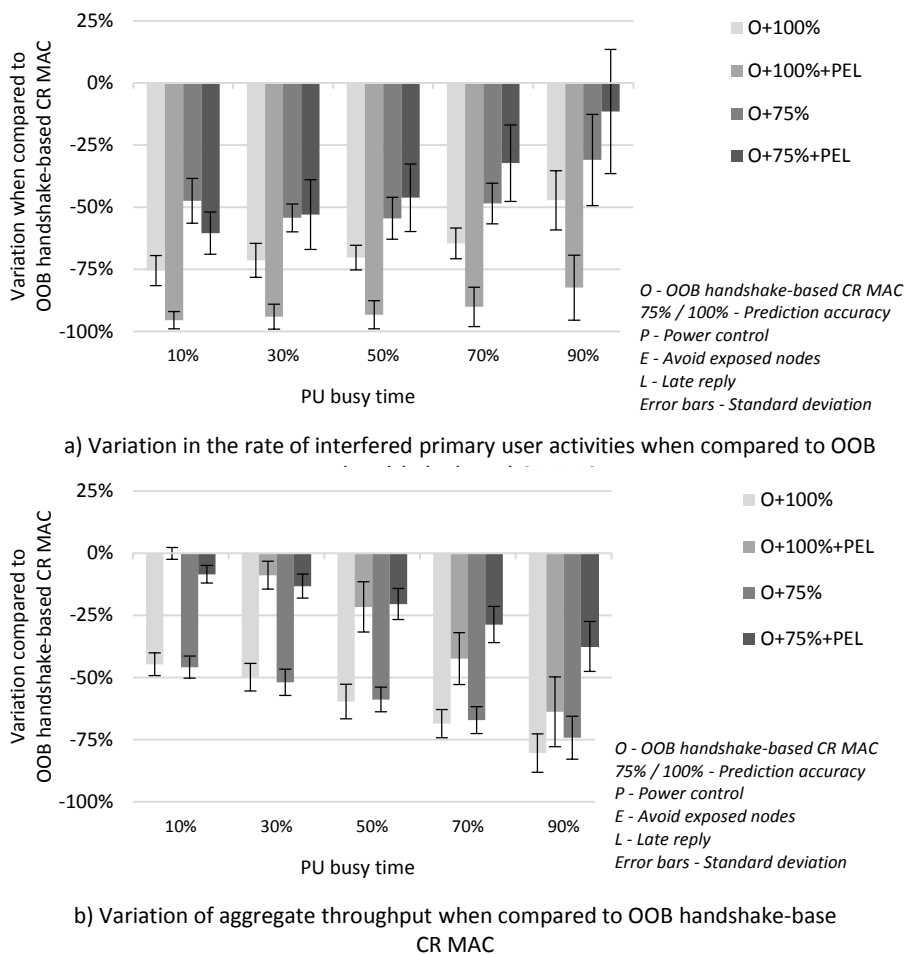 25%
0%
-25%
-50%
-75%
-100%
Variation when compared to
OOB handshake-based CR MAC
10% 30% 50% 70% 90%
PU busy time
O+100%
O+100%+PEL
O+75%
O+75%+PEL
O - OOB handshake-based CR MAC
75% / 100% - Prediction accuracy
P - Power control
E - Avoid exposed nodes
L - Late reply
Error bars - Standard deviation
a) Variation in the rate of interfered primary user activities when compared to OOB
25%
0%
-25%
-50%
-75%
-100%
Variation compared to
OOB handshake-based CR MAC
10% 30% 50% 70% 90%
PU busy time
O+100%
O+100%+PEL
O+75%
O+75%+PEL
O - OOB handshake-based CR MAC
75% / 100% - Prediction accuracy
P - Power control
E - Avoid exposed nodes
L - Late reply
Error bars - Standard deviation
b) Variation of aggregate throughput when compared to OOB handshake-base
CR MAC